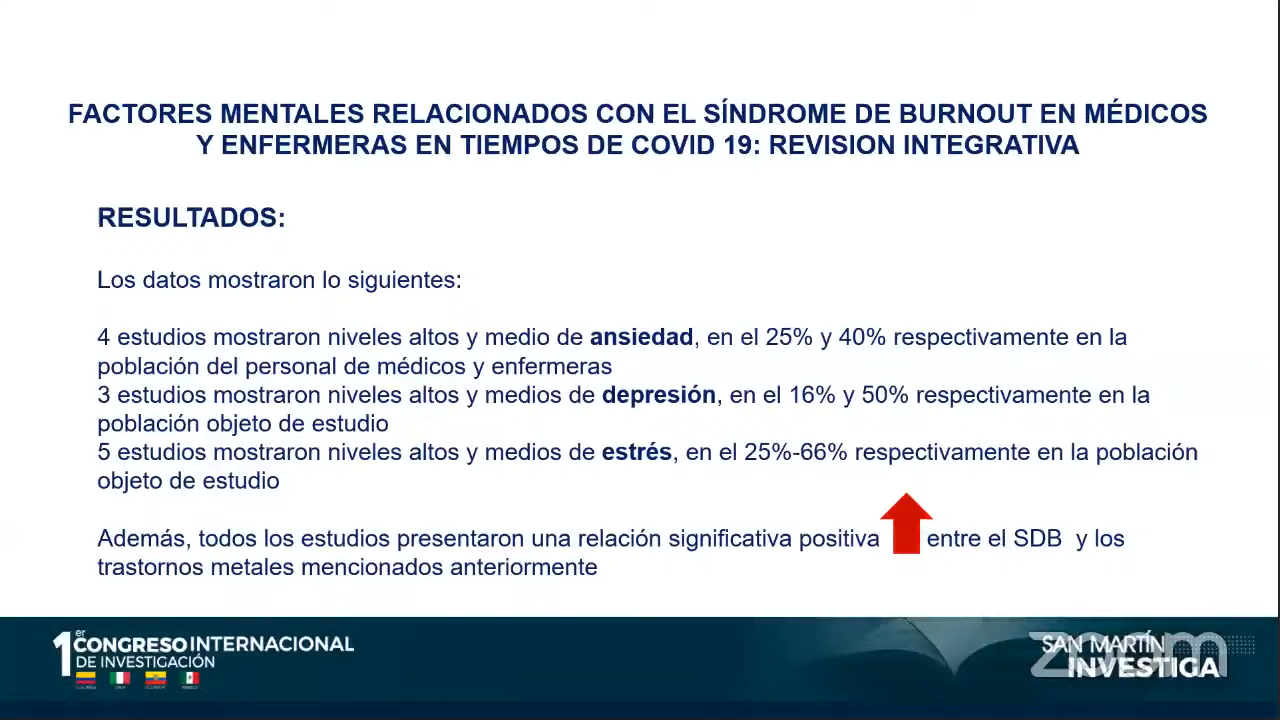 FACTORES MENTALES RELACIONADOS CON EL SÍNDROME DE BURNOUT EN MÉDICOS
Y ENFERMERAS EN TIEMPOS DE COVID 19: REVISION INTEGRATIVA
RESULTADOS:
Los datos mostraron lo siguientes:
4 estudios mostraron niveles altos y medio de ansiedad, en el 25% y 40% respectivamente en la
población del personal de médicos y enfermeras
3 estudios mostraron niveles altos y medios de depresión, en el 16% y 50% respectivamente en la
población objeto de estudio
5 estudios mostraron niveles altos y medios de estrés, en el 25%-66% respectivamente en la población
objeto de estudio
Además, todos los estudios presentaron una relación significativa positiva entre el SDB y los
trastornos metales mencionados anteriormente
1er CONGRESO INTERNACIONAL
DE INVESTIGACIÓN
SAN MARTÍN
INVESTIGA
zoom